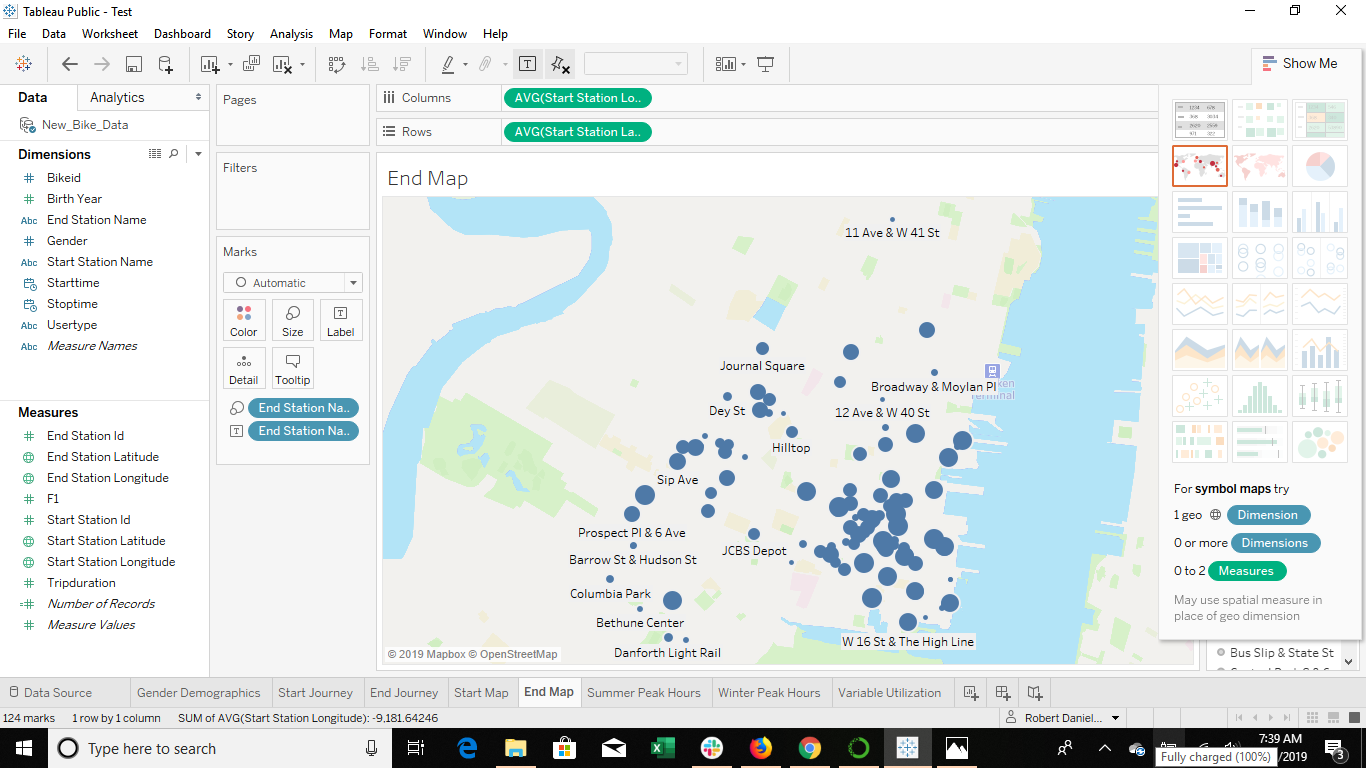 Tableau Public - Test
File Data Worksheet Dashboard Story Analysis Map Format Window Help
Show Me
Data Analytics
New_Bike_Data
Dimensions
Bikeid
Birth Year
Abc End Station Name
Gender
Abc Start Station Name
Starttime
Stoptime
Abc Usertype
Abc Measure Names
Measures
End Station Id
End Station Latitude
End Station Longitude
F1
Start Station Id
Start Station Latitude
Start Station Longitude
Tripduration
Number of Records
Measure Values
Pages
Filters
Marks
Automatic
Color Size Label
Detail Tooltip
End Station Na..
End Station Na..
Columns AVG(Start Station Lo..
Rows AVG(Start Station La..
End Map
11 Ave & W 41 St
Journal Square
Broadway & Moylan Pl
Terminal
Dey St
12 Ave & W 40 St
Hilltop
Sip Ave
Prospect Pl & 6 Ave
JCBS Depot
Barrow St & Hudson St
Columbia Park
Bethune Center
W 16 St & The High Line
Danforth Light Rail
© 2019 Mapbox © OpenStreetMap
For symbol maps try
1 geo Dimension
0 or more Dimensions
0 to 2 Measures
May use spatial measure in
place of geo dimension
Bus Slip & State St
Data Source Gender Demographics Start Journey End Journey Start Map End Map Summer Peak Hours Winter Peak Hours Variable Utilization
124 marks 1 row by 1 column SUM of AVG(Start Station Longitude): -9,181.64246
Robert Daniel...
Type here to search
7:39 AM
/2019
3
Fully charged (100%)